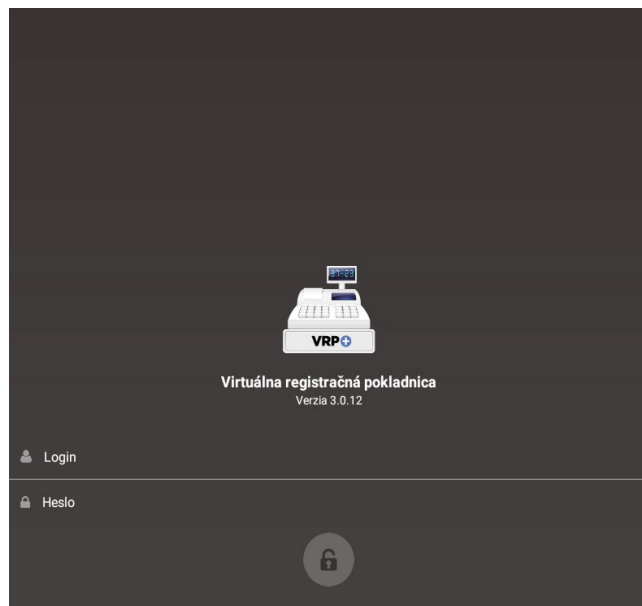 VRP
Virtuálna registračná pokladnica
Verzia 3.0.12
Login
Heslo